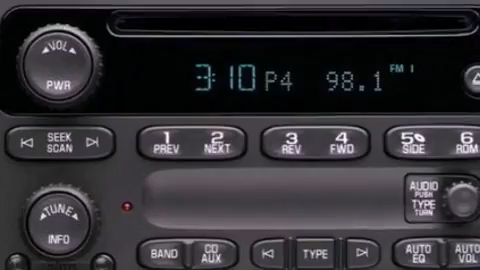 VOL
PWR
3:10 P4 98.1 FM I
SEEK
SCAN
1 PREV
2 NEXT
3 REV
4 FWD
5 SIDE
6 RDM
TUNE
INFO
AUDIO
PUSH
TYPE
TURN
BAND
CD
AUX
TYPE
AUTO
EQ
AUTO
VOL